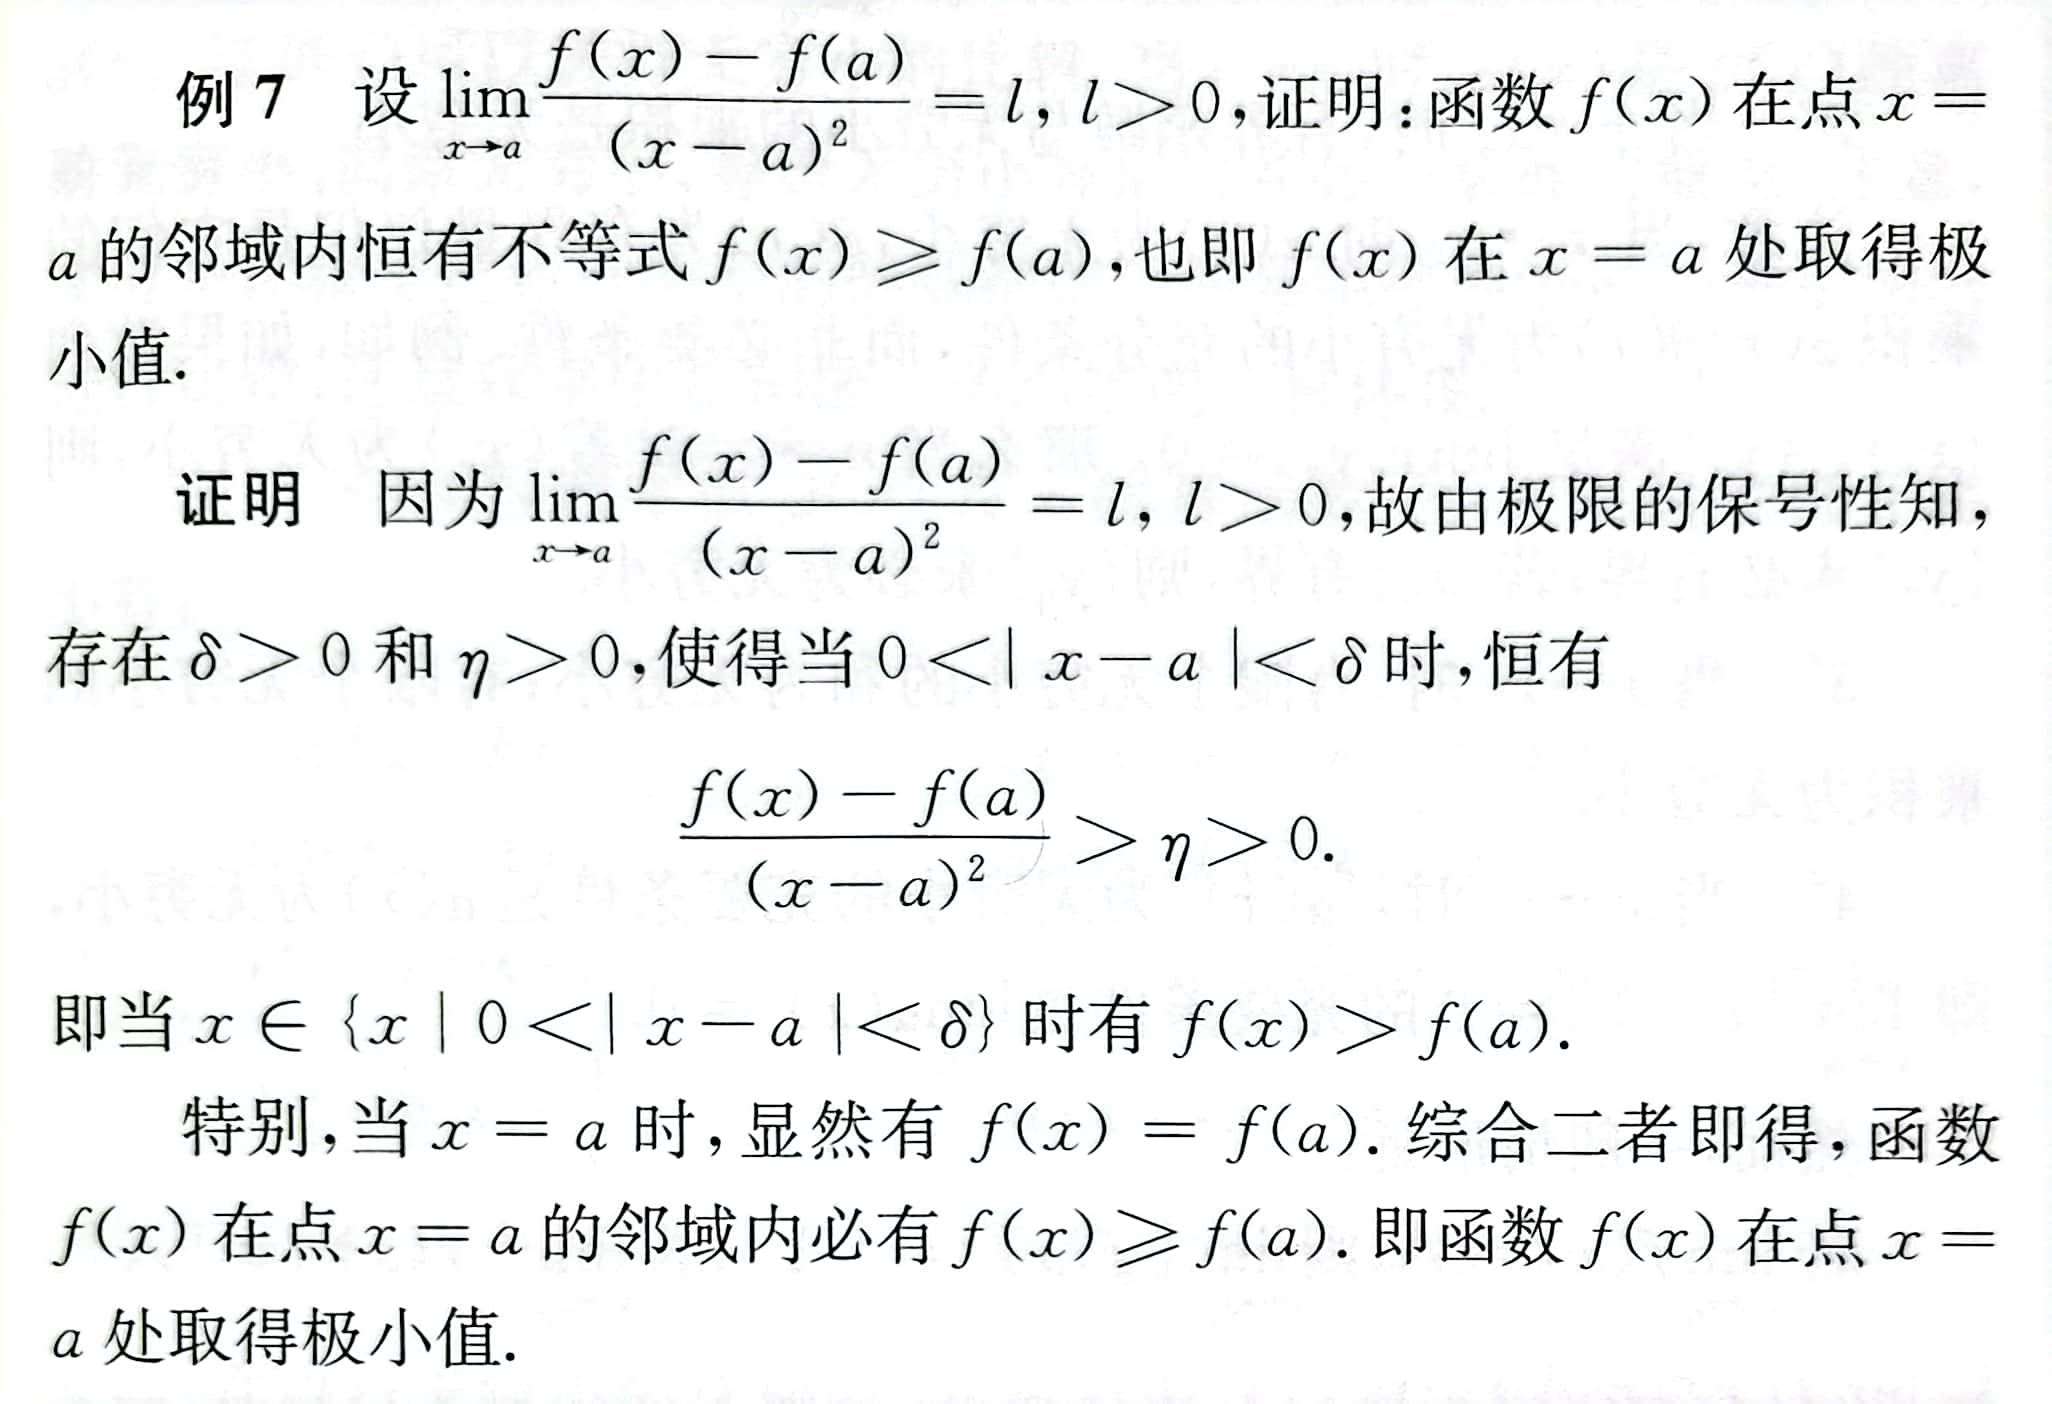 例 7　设 $\lim\limits_{x \to a} \frac{f(x) - f(a)}{(x - a)^2} = l, l > 0$,证明:函数 $f(x)$ 在点 $x =$
$a$ 的邻域内恒有不等式 $f(x) \geqslant f(a)$,也即 $f(x)$ 在 $x = a$ 处取得极
小值.
证明　因为 $\lim\limits_{x \to a} \frac{f(x) - f(a)}{(x - a)^2} = l, l > 0$,故由极限的保号性知,
存在 $\delta > 0$ 和 $\eta > 0$,使得当 $0 < | x - a | < \delta$ 时,恒有
$\frac{f(x) - f(a)}{(x - a)^2} > \eta > 0.$
即当 $x \in \{x | 0 < | x - a | < \delta\}$ 时有 $f(x) > f(a)$.
特别,当 $x = a$ 时,显然有 $f(x) = f(a)$. 综合二者即得,函数
$f(x)$ 在点 $x = a$ 的邻域内必有 $f(x) \geqslant f(a)$. 即函数 $f(x)$ 在点 $x =$
$a$ 处取得极小值.